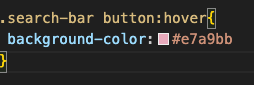 .search-bar button:hover{
background-color: #e7a9bb
}